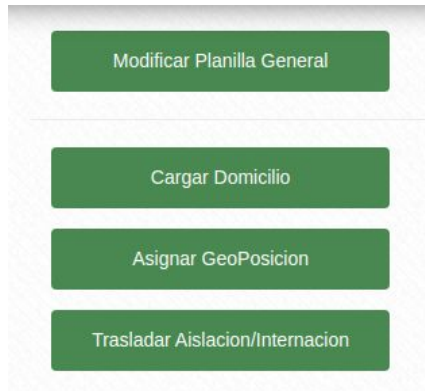 Modificar Planilla General
Cargar Domicilio
Asignar GeoPosicion
Trasladar Aislacion/Internacion